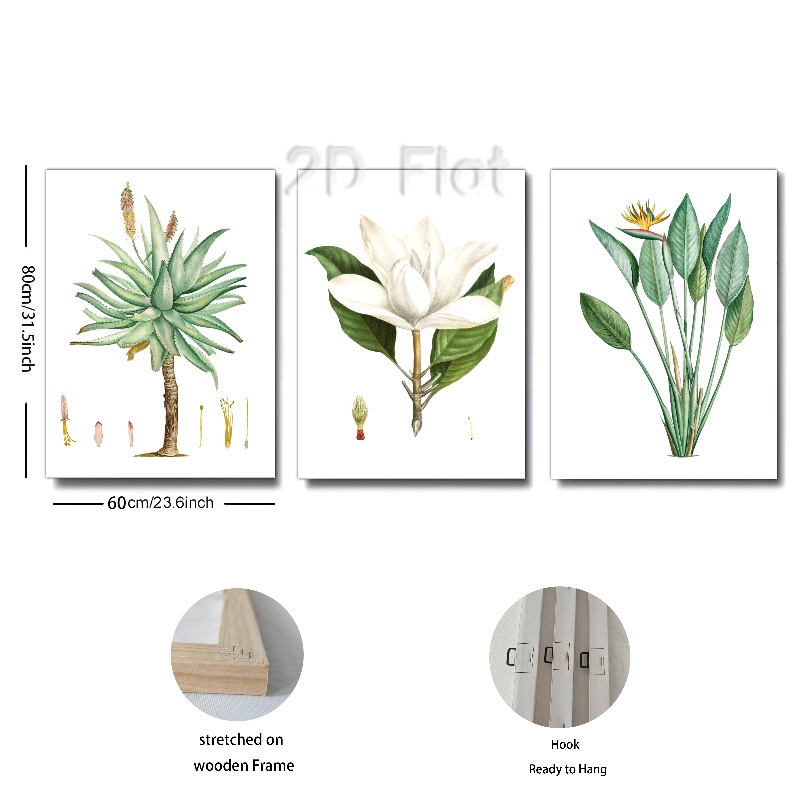 2D Flat
80cm/31.5inch
60cm/23.6inch
stretched on
wooden Frame
Hook
Ready to Hang